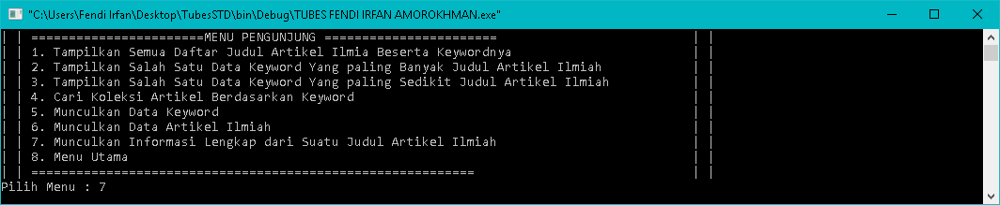 "C:\Users\Fendi Irfan\Desktop\TubesSTD\bin\Debug\TUBES FENDI IRFAN AMOROKHMAN.exe"
| | =======================MENU PENGUNJUNG ======================= | |
| | 1. Tampilkan Semua Daftar Judul Artikel Ilmia Beserta Keywordnya | |
| | 2. Tampilkan Salah Satu Data Keyword Yang paling Banyak Judul Artikel Ilmiah | |
| | 3. Tampilkan Salah Satu Data Keyword Yang paling Sedikit Judul Artikel Ilmiah | |
| | 4. Cari Koleksi Artikel Berdasarkan Keyword | |
| | 5. Munculkan Data Keyword | |
| | 6. Munculkan Data Artikel Ilmiah | |
| | 7. Munculkan Informasi Lengkap dari Suatu Judul Artikel Ilmiah | |
| | 8. Menu Utama | |
| | =========================================================== | |
Pilih Menu : 7